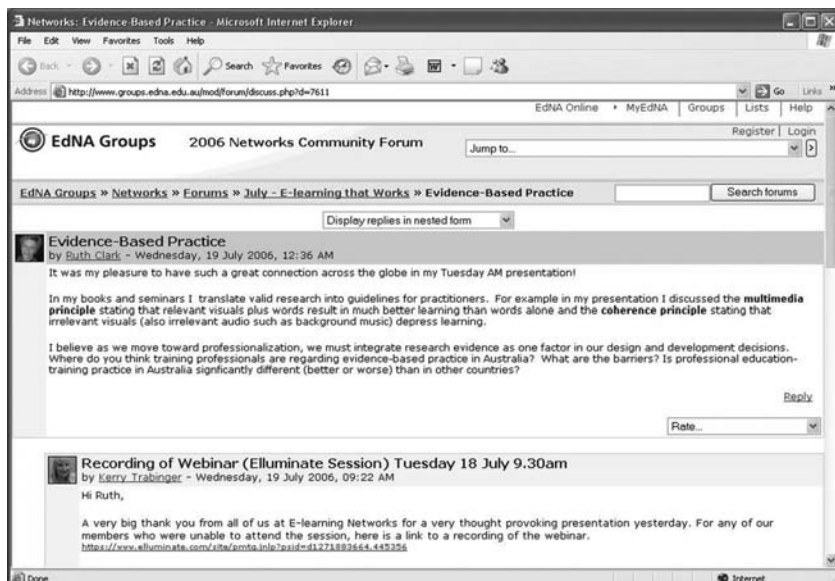 Networks: Evidence-Based Practice - Microsoft Internet Explorer
File Edit View Favorites Tools Help
Back Search Favorites
Address http://www.groups.edna.edu.au/mod/forum/discuss.php?d=7611 Go Links »
EdNA Online MyEdNA | Groups | Lists | Help
Register | Login
EdNA Groups 2006 Networks Community Forum
Jump to...
EdNA Groups » Networks » Forums » July - E-learning that Works » Evidence-Based Practice Search forums
Display replies in nested form
Evidence-Based Practice
by Ruth Clark - Wednesday, 19 July 2006, 12:36 AM
It was my pleasure to have such a great connection across the globe in my Tuesday AM presentation!
In my books and seminars I translate valid research into guidelines for practitioners. For example in my presentation I discussed the multimedia
principle stating that relevant visuals plus words result in much better learning than words alone and the coherence principle stating that
irrelevant visuals (also irrelevant audio such as background music) depress learning.
I believe as we move toward professionalization, we must integrate research evidence as one factor in our design and development decisions.
Where do you think training professionals are regarding evidence-based practice in Australia? What are the barriers? Is professional education-
training practice in Australia signficantly different (better or worse) than in other countries?
Reply
Rate...
Recording of Webinar (Elluminate Session) Tuesday 18 July 9.30am
by Kerry Trabinger - Wednesday, 19 July 2006, 09:22 AM
Hi Ruth,
A very big thank you from all of us at E-learning Networks for a very thought provoking presentation yesterday. For any of our
members who were unable to attend the session, here is a link to a recording of the webinar.
Done Internet